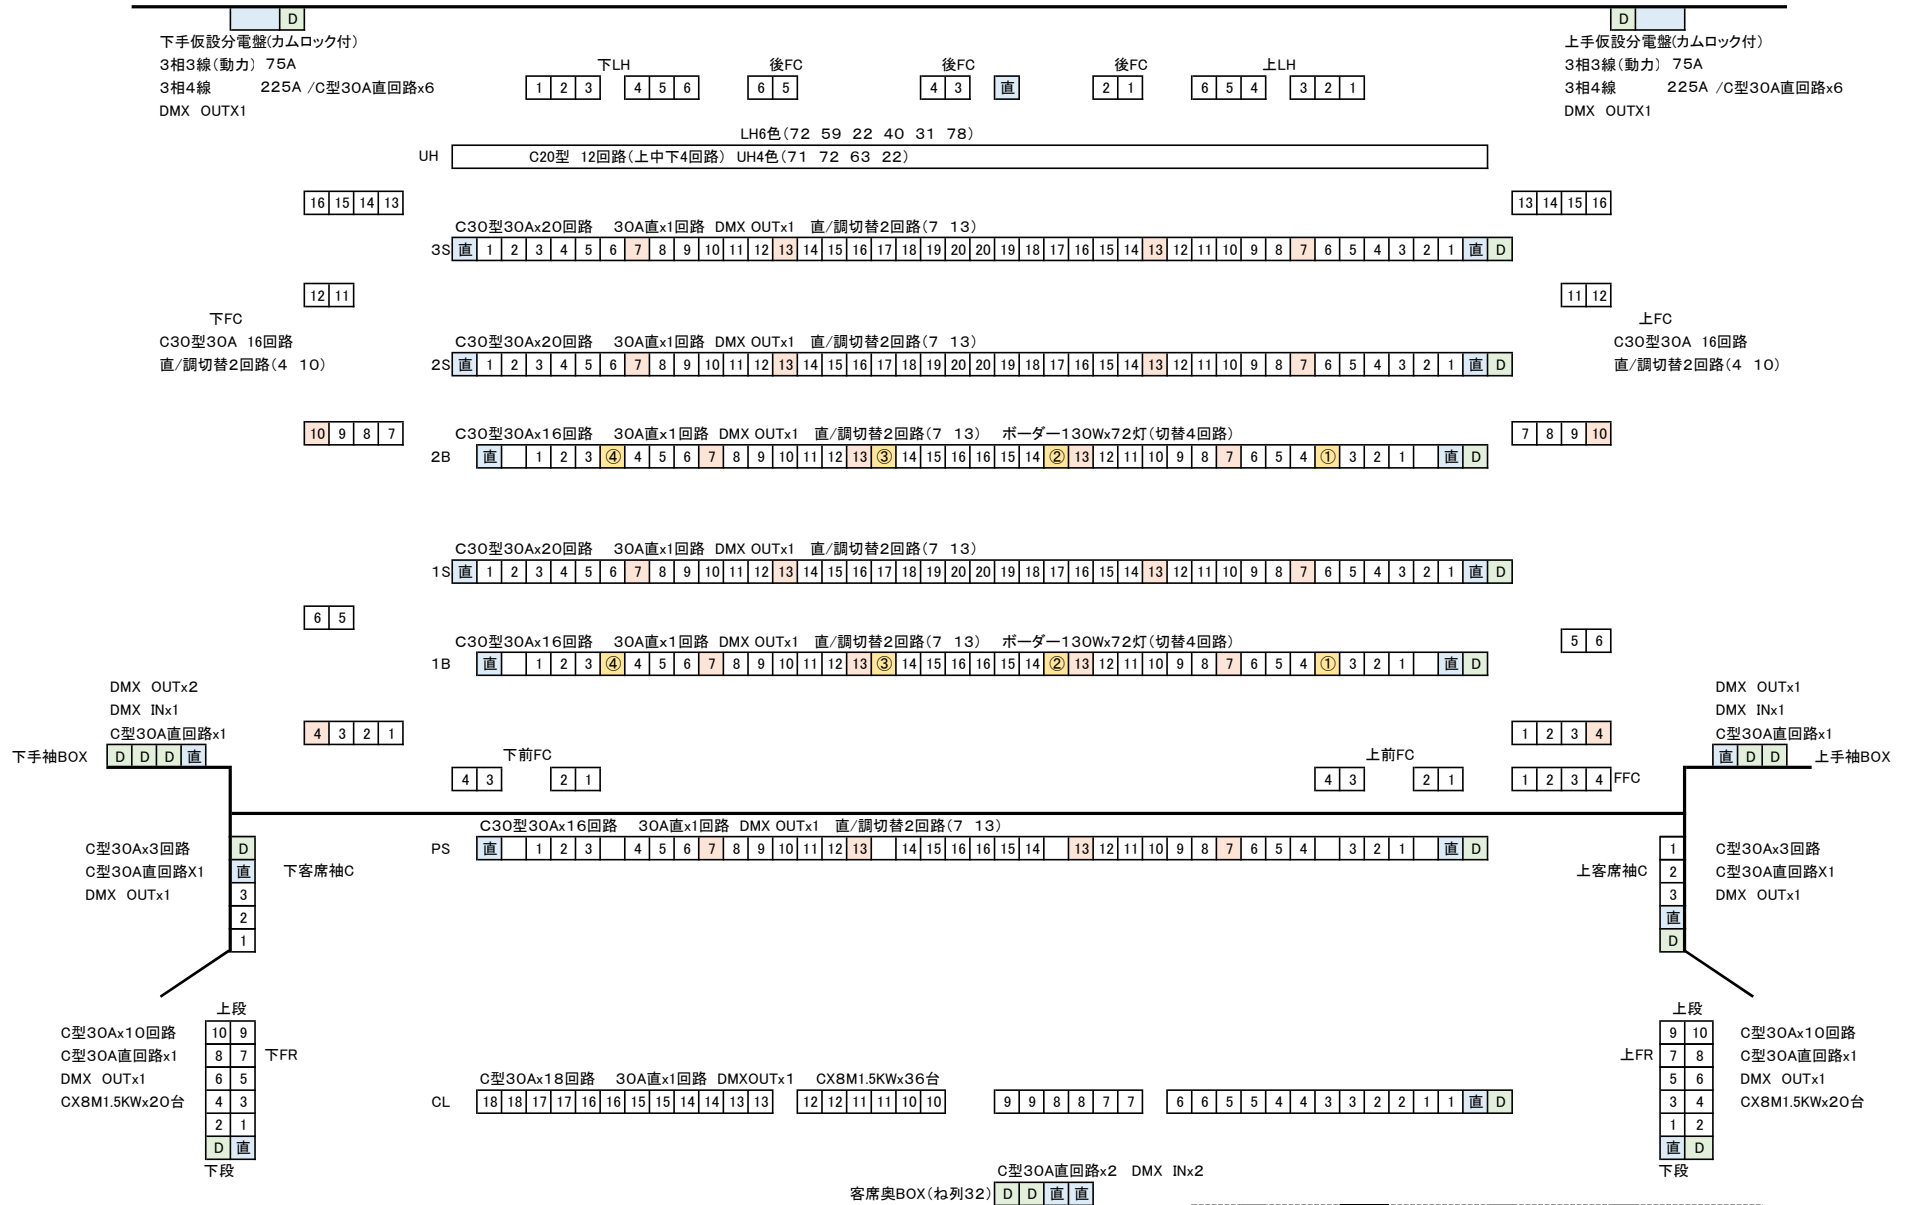 D
D
下手仮設分電盤(カムロック付)
上手仮設分電盤(カムロック付)
3相3線(動力) 75A
3相3線(動力) 75A
下LH 後FC 後FC 後FC 上LH
3相4線 225A /C型30A直回路x6
1 2 3 4 5 6 6 5 4 3 直 2 1 6 5 4 3 2 1
3相4線 225A /C型30A直回路x6
DMX OUTX1
DMX OUTX1
LH6色(72 59 22 40 31 78)
UH C20型 12回路(上中下4回路) UH4色(71 72 63 22)
16 15 14 13
13 14 15 16
C30型30Ax20回路 30A直x1回路 DMX OUTx1 直/調切替2回路(7 13)
3S 直 1 2 3 4 5 6 7 8 9 10 11 12 13 14 15 16 17 18 19 20 20 19 18 17 16 15 14 13 12 11 10 9 8 7 6 5 4 3 2 1 直 D
12 11
11 12
下FC
上FC
C30型30A 16回路
C30型30A 16回路
直/調切替2回路(4 10)
直/調切替2回路(4 10)
C30型30Ax20回路 30A直x1回路 DMX OUTx1 直/調切替2回路(7 13)
2S 直 1 2 3 4 5 6 7 8 9 10 11 12 13 14 15 16 17 18 19 20 20 19 18 17 16 15 14 13 12 11 10 9 8 7 6 5 4 3 2 1 直 D
10 9 8 7
7 8 9 10
C30型30Ax16回路 30A直x1回路 DMX OUTx1 直/調切替2回路(7 13) ボーダー130Wx72灯(切替4回路)
2B 直 1 2 3 ④ 4 5 6 7 8 9 10 11 12 13 ③ 14 15 16 16 15 14 ② 13 12 11 10 9 8 7 6 5 4 ① 3 2 1 直 D
C30型30Ax20回路 30A直x1回路 DMX OUTx1 直/調切替2回路(7 13)
1S 直 1 2 3 4 5 6 7 8 9 10 11 12 13 14 15 16 17 18 19 20 20 19 18 17 16 15 14 13 12 11 10 9 8 7 6 5 4 3 2 1 直 D
6 5
5 6
C30型30Ax16回路 30A直x1回路 DMX OUTx1 直/調切替2回路(7 13) ボーダー130Wx72灯(切替4回路)
1B 直 1 2 3 ④ 4 5 6 7 8 9 10 11 12 13 ③ 14 15 16 16 15 14 ② 13 12 11 10 9 8 7 6 5 4 ① 3 2 1 直 D
DMX OUTx2
DMX INx1
C型30A直回路x1
下手袖BOX D D D 直
DMX OUTx1
DMX INx1
C型30A直回路x1
直 D D 上手袖BOX
4 3 2 1
1 2 3 4
下前FC
上前FC
4 3 2 1
4 3 2 1
1 2 3 4 FFC
C30型30Ax16回路 30A直x1回路 DMX OUTx1 直/調切替2回路(7 13)
PS 直 1 2 3 4 5 6 7 8 9 10 11 12 13 14 15 16 16 15 14 13 12 11 10 9 8 7 6 5 4 3 2 1 直 D
C型30Ax3回路 D
C型30A直回路X1 直 下客席袖C
DMX OUTx1 3
2
1
1 C型30Ax3回路
上客席袖C 2 C型30A直回路X1
3 DMX OUTx1
直
D
上段
C型30Ax10回路 10 9
C型30A直回路x1 8 7 下FR
DMX OUTx1 6 5
CX8M1.5KWx20台 4 3
2 1
D 直
下段
C型30Ax18回路 30A直x1回路 DMXOUTx1 CX8M1.5KWx36台
CL 18 18 17 17 16 16 15 15 14 14 13 13 12 12 11 11 10 10 9 9 8 8 7 7 6 6 5 5 4 4 3 3 2 2 1 1 直 D
上段
9 10 C型30Ax10回路
上FR 7 8 C型30A直回路x1
5 6 DMX OUTx1
3 4 CX8M1.5KWx20台
1 2
直 D
下段
C型30A直回路x2 DMX INx2
客席奥BOX(ね列32) D D 直 直